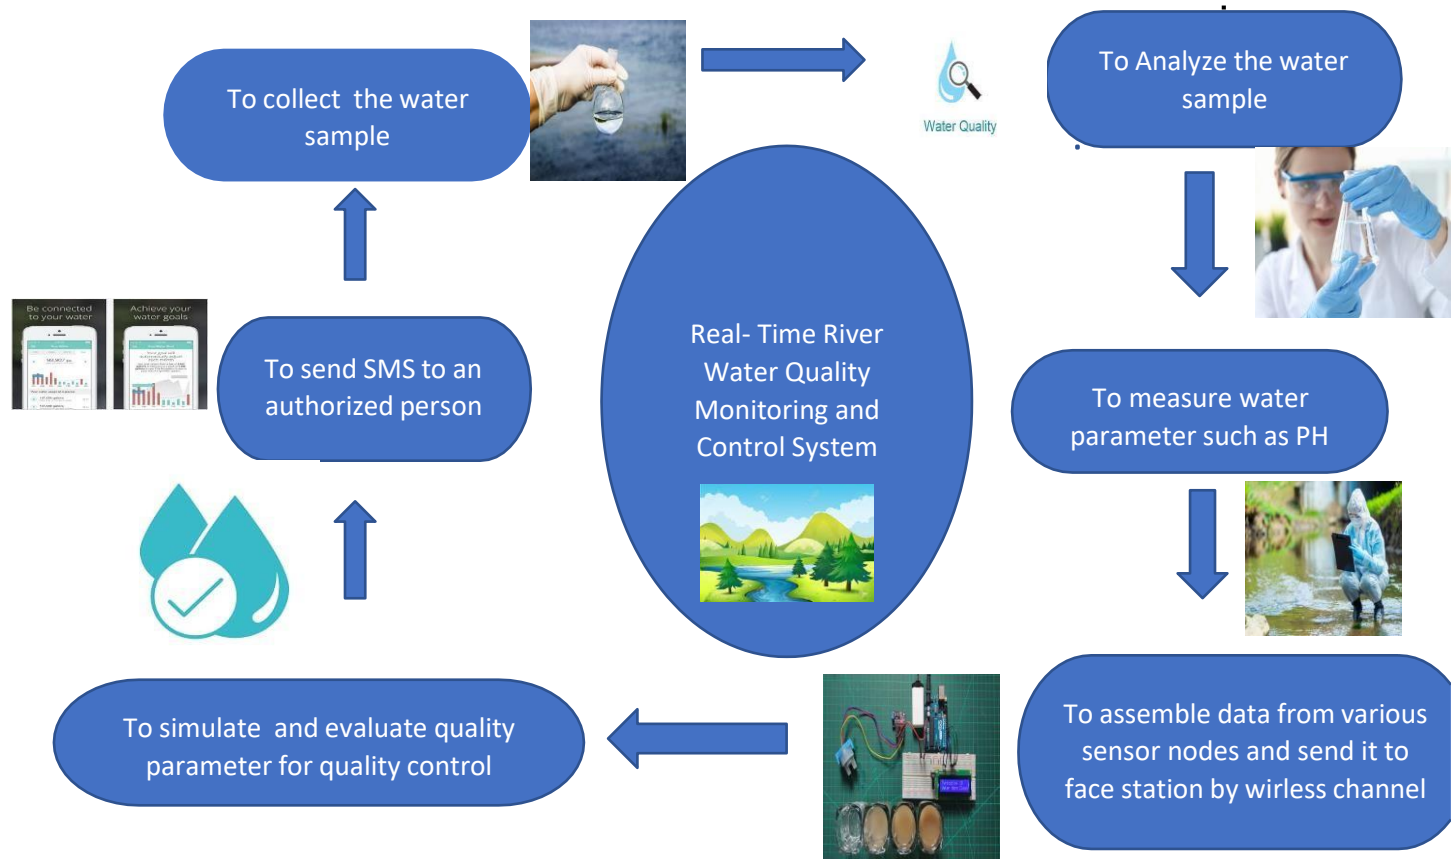 To collect the water
sample
Water Quality
To Analyze the water
sample
To measure water
parameter such as PH
To assemble data from various
sensor nodes and send it to
face station by wirless channel
To simulate and evaluate quality
parameter for quality control
To send SMS to an
authorized person
Be connected
to your water
Achieve your
water goals
Real- Time River
Water Quality
Monitoring and
Control System